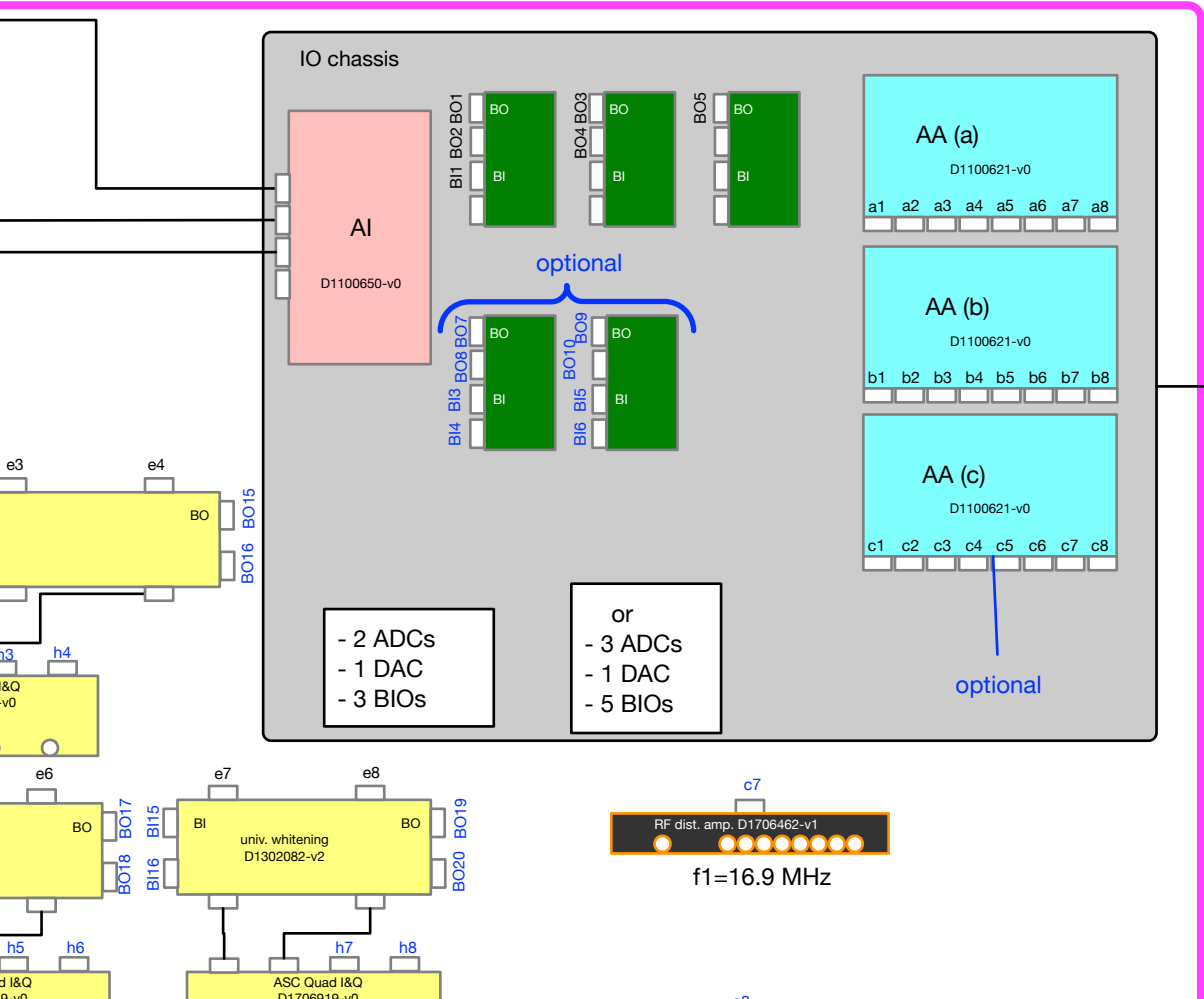 IO chassis
AI
D1100650-v0
BO1
BO2
BI1
BO
BI
BO3
BO4
BO
BI
BO5
BO
BI
AA (a)
D1100621-v0
a1 a2 a3 a4 a5 a6 a7 a8
optional
BO7
BO8
BI3
BI4
BO
BI
BO9
BO10
BI5
BI6
BO
BI
AA (b)
D1100621-v0
b1 b2 b3 b4 b5 b6 b7 b8
AA (c)
D1100621-v0
c1 c2 c3 c4 c5 c6 c7 c8
optional
e3
e4
BO
BO15
BO16
- 2 ADCs
- 1 DAC
- 3 BIOs
or
- 3 ADCs
- 1 DAC
- 5 BIOs
h3
h4
I&Q
-v0
e6
BO
BO17
BO18
e7
e8
BI15
BI16
BI
BO
univ. whitening
D1302082-v2
BO19
BO20
c7
RF dist. amp. D1706462-v1
f1=16.9 MHz
h5
h6
d I&Q
9-v0
h7
h8
ASC Quad I&Q
D1706919-v0